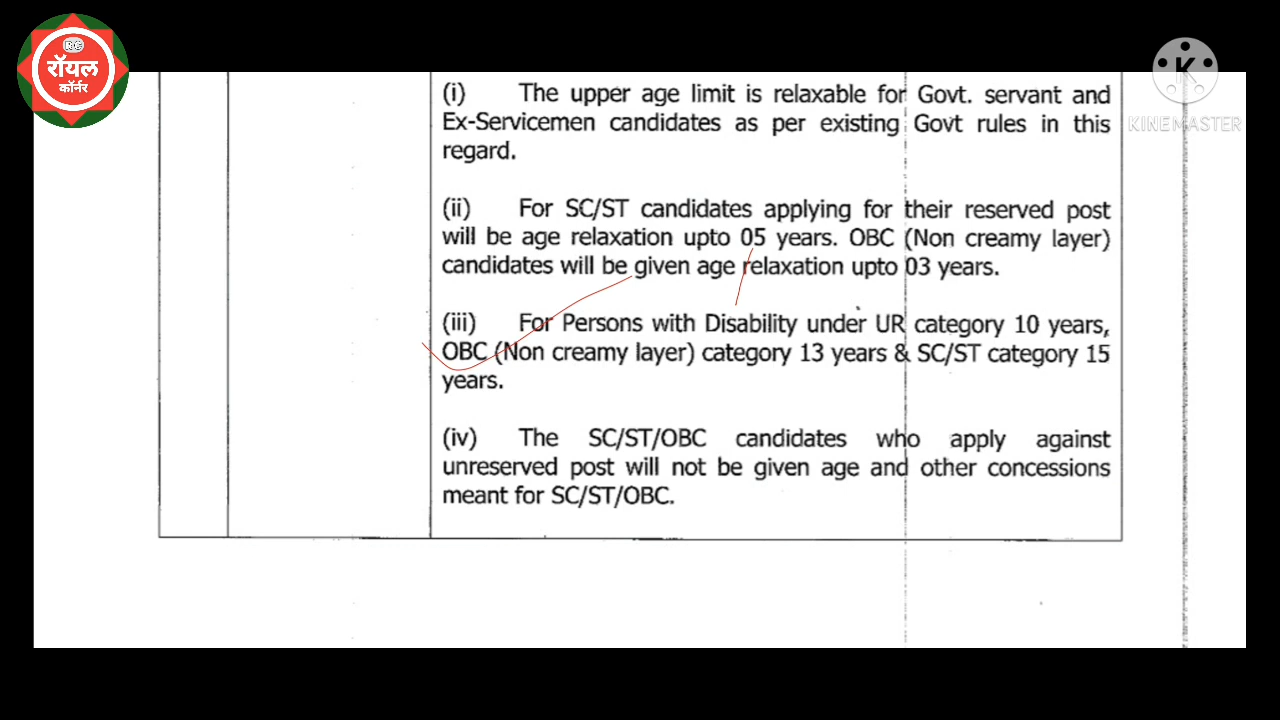 RC
रॉयल
कॉर्नर
K
KINEMASTER
(i) The upper age limit is relaxable for Govt. servant and
Ex-Servicemen candidates as per existing Govt rules in this
regard.
(ii) For SC/ST candidates applying for their reserved post
will be age relaxation upto 05 years. OBC (Non creamy layer)
candidates will be given age relaxation upto 03 years.
(iii) For Persons with Disability under UR category 10 years,
OBC (Non creamy layer) category 13 years & SC/ST category 15
years.
(iv) The SC/ST/OBC candidates who apply against
unreserved post will not be given age and other concessions
meant for SC/ST/OBC.